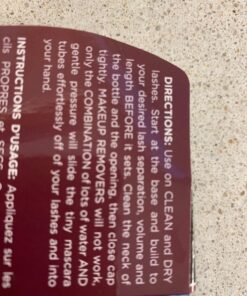 DIRECTIONS: Use on CLEAN and DRY
lashes. Start at the base and build to
your desired lash separation, volume and
length BEFORE it sets. Clean the neck of
the bottle and the opening, then close cap
tightly. MAKEUP REMOVERS will not work,
only the COMBINATION of lots of water AND
gentle pressure will slide the tiny mascara
tubes effortlessly off of your lashes and into
your hand.
INSTRUCTIONS D'USAGE: Appliquez sur les
cils PROPRES et SECS.